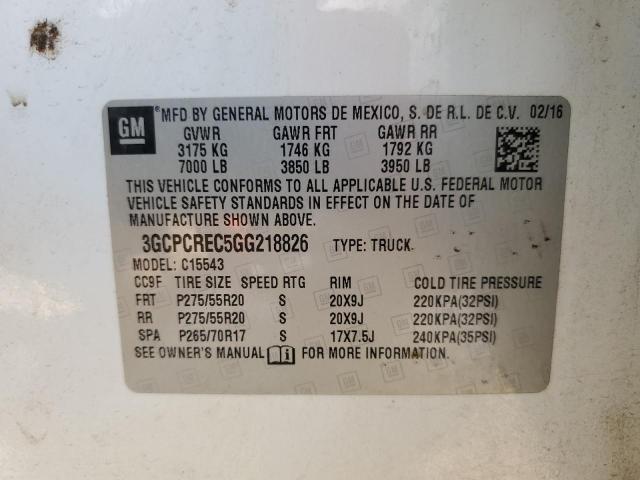 GM
® MFD BY GENERAL MOTORS DE MEXICO, S. DE R.L. DE C.V. 02/16
GVWR GAWR FRT GAWR RR
3175 KG 1746 KG 1792 KG
7000 LB 3850 LB 3950 LB
THIS VEHICLE CONFORMS TO ALL APPLICABLE U.S. FEDERAL MOTOR
VEHICLE SAFETY STANDARDS IN EFFECT ON THE DATE OF
MANUFACTURE SHOWN ABOVE.
3GCPCREC5GG218826 TYPE: TRUCK
MODEL: C15543
CC9F TIRE SIZE SPEED RTG RIM COLD TIRE PRESSURE
FRT P275/55R20 S 20X9J 220KPA(32PSI)
RR P275/55R20 S 20X9J 220KPA(32PSI)
SPA P265/70R17 S 17X7.5J 240KPA(35PSI)
SEE OWNER'S MANUAL FOR MORE INFORMATION.